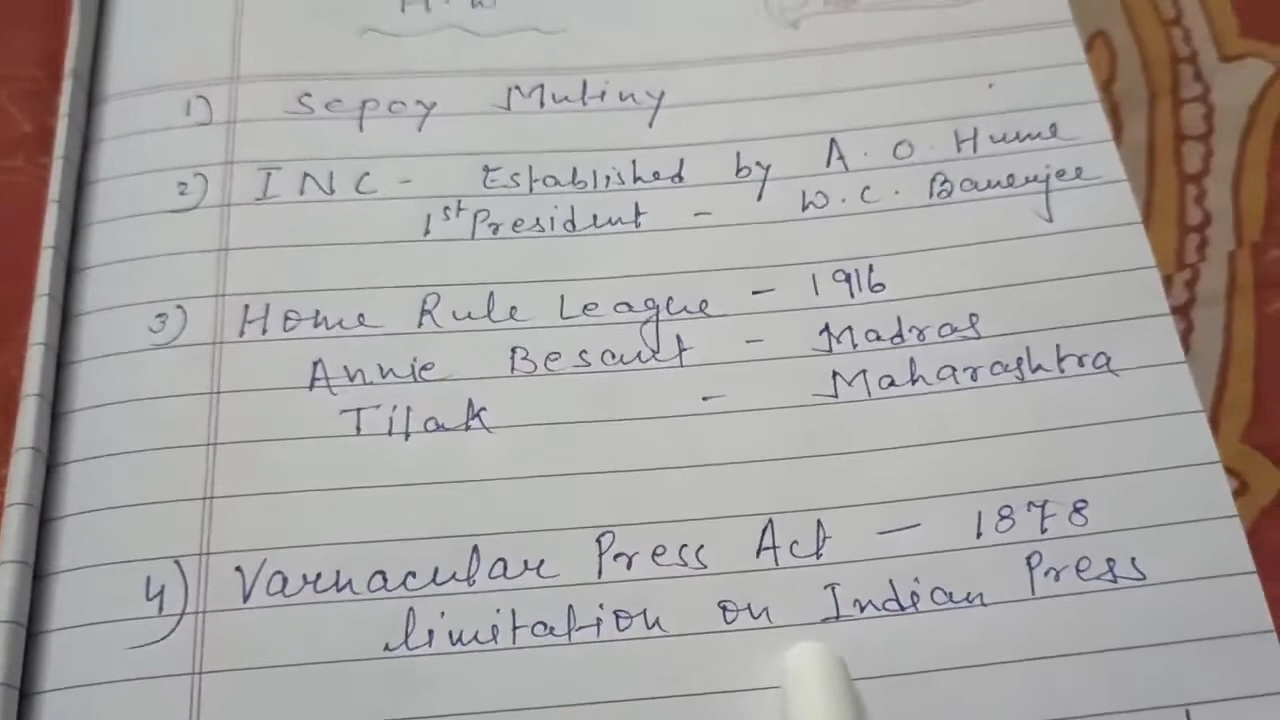 H.W
1) Sepoy Mutiny
2) INC - Established by A.O. Hume
1st President - W.C. Banerjee
3) Home Rule League - 1916
Annie Besant - Madras
Tilak - Maharashtra
4) Varnacular Press Act - 1878
limitation on Indian Press